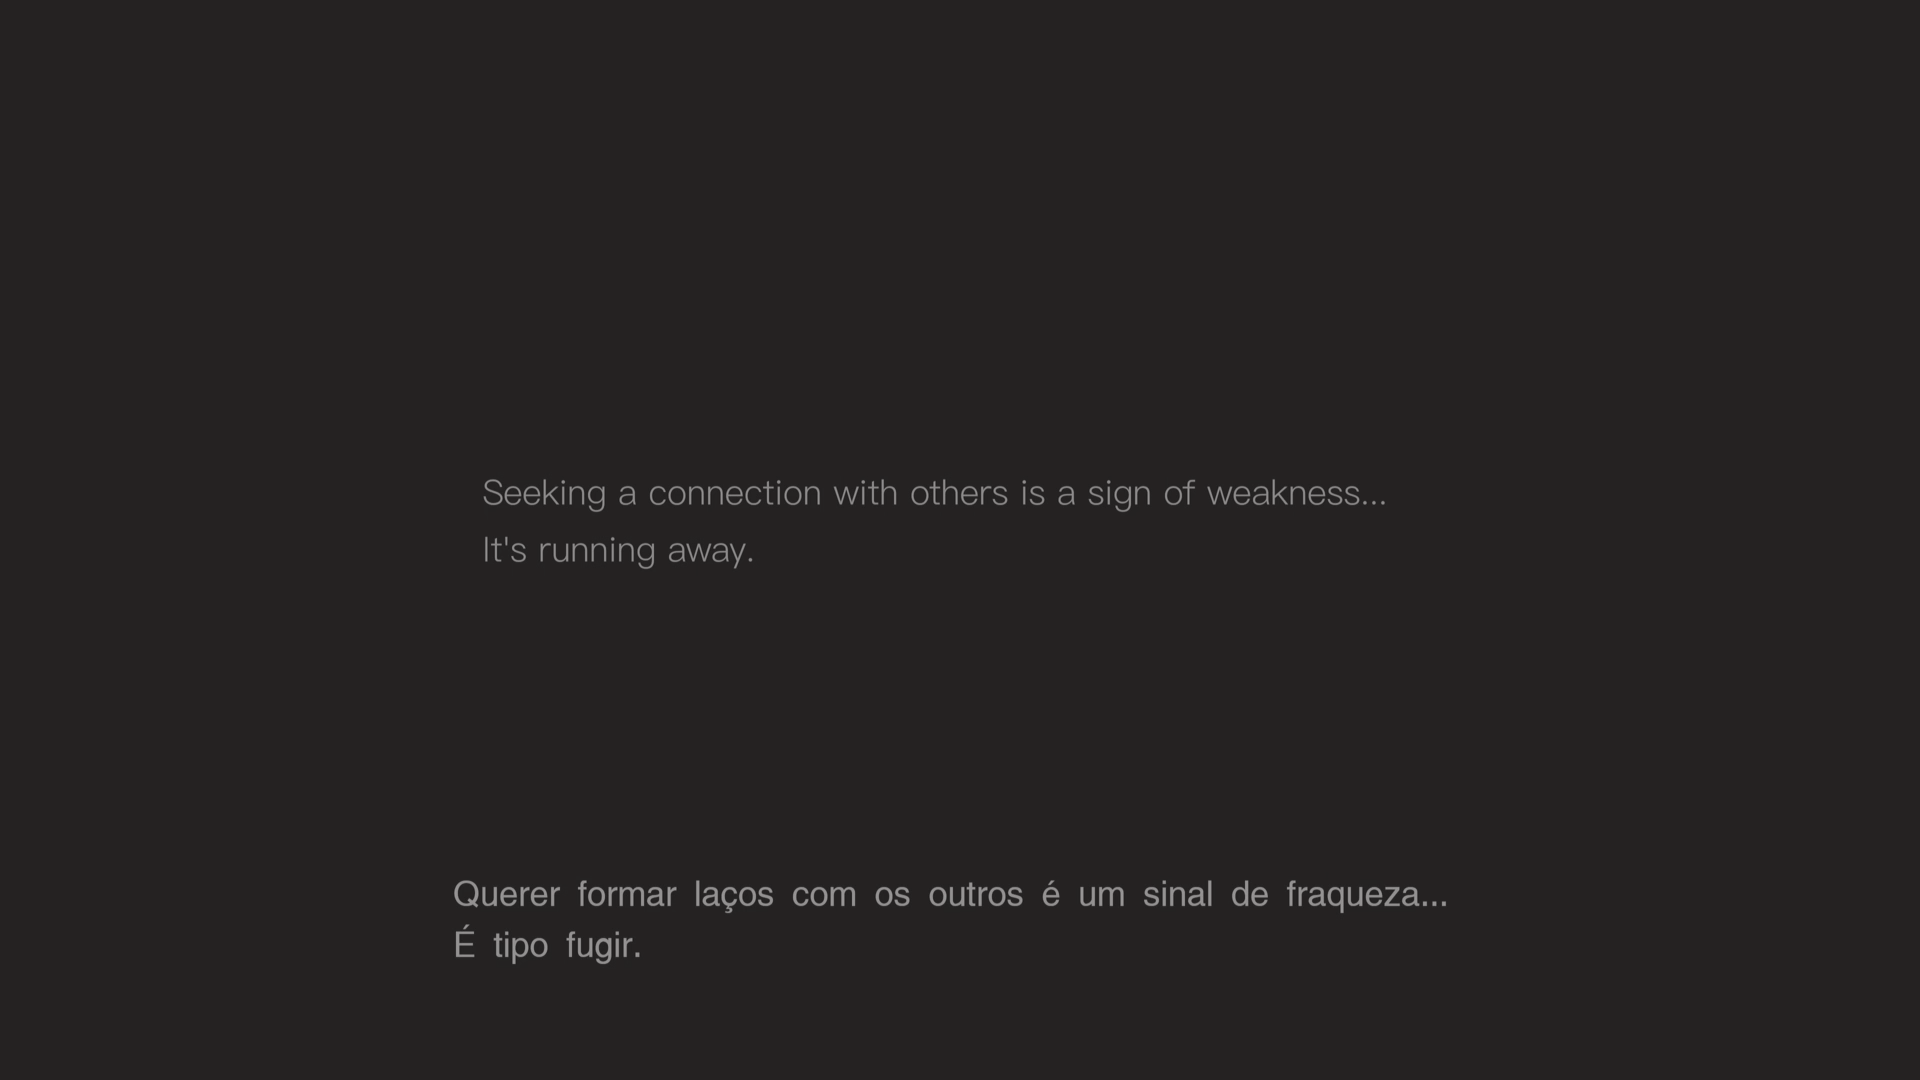 Seeking a connection with others is a sign of weakness...
It's running away.
Querer formar laços com os outros é um sinal de fraqueza...
É tipo fugir.